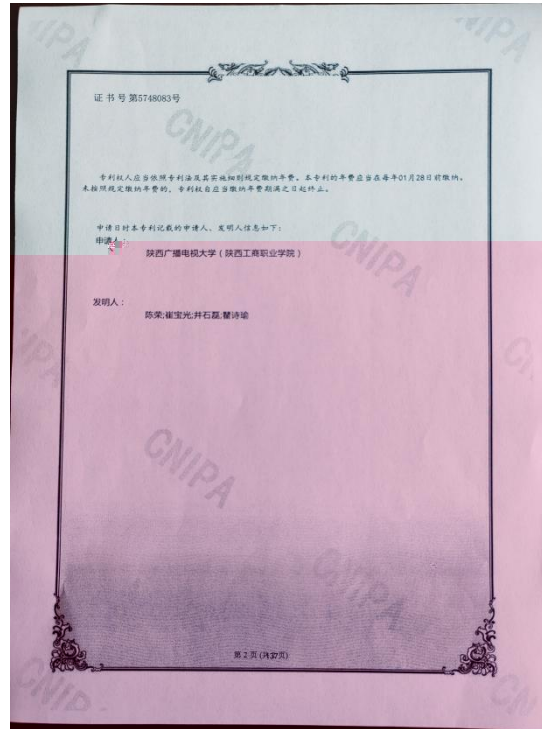 证书号第5748083号
专利权人应当依照专利法及其实施细则规定缴纳年费。本专利的年费应当在每年01月28日前缴纳。
未按照规定缴纳年费的，专利权自应当缴纳年费期满之日起终止。
申请日时本专利记载的申请人、发明人信息如下：
申请人：
陕西广播电视大学（陕西工商职业学院）
发明人：
陈荣;崔宝光;井石磊;瞿诗瑜
第 2 页
CNIPA
CNIPA
CNIPA
CNIPA